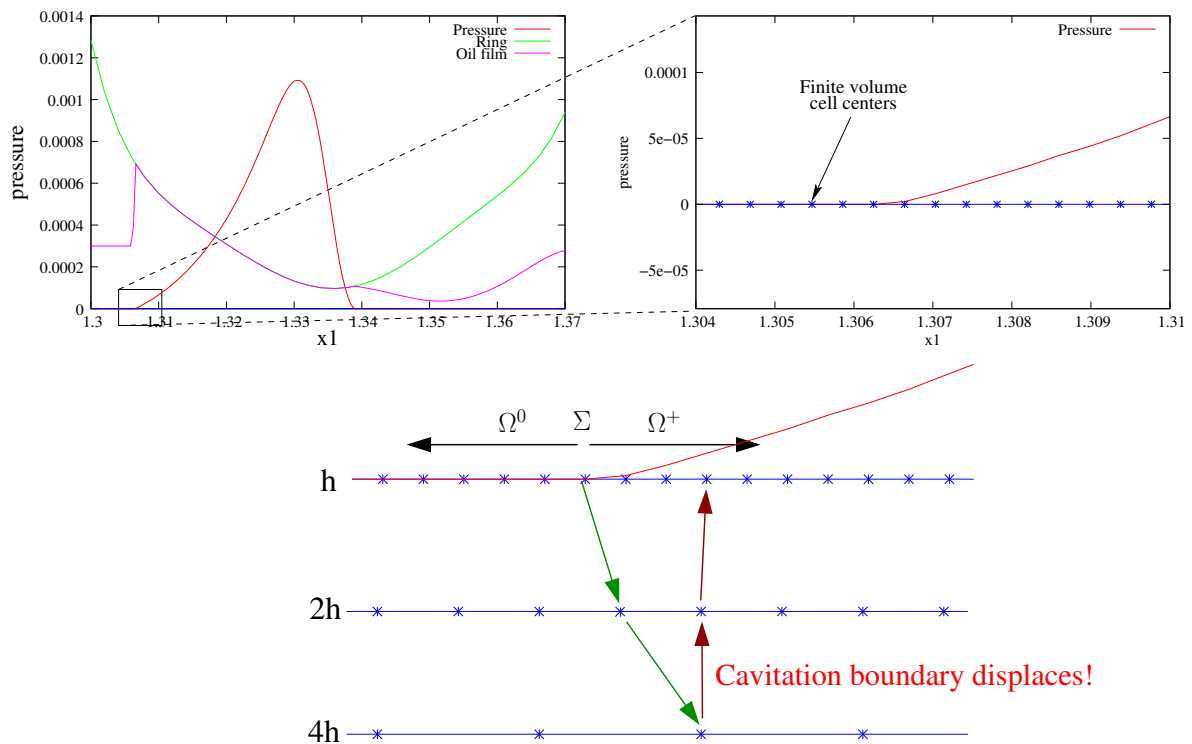 0.0014
0.0012
0.001
0.0008
0.0006
0.0004
0.0002
0
pressure
1.3 1.31 1.32 1.33 1.34 1.35 1.36 1.37
x1
Pressure
Ring
Oil film
0.0001
5e-05
0
−5e-05
pressure
1.304 1.305 1.306 1.307 1.308 1.309 1.31
x1
Pressure
Finite volume
cell centers
Ω⁰ Σ Ω⁺
h
2h
Cavitation boundary displaces!
4h